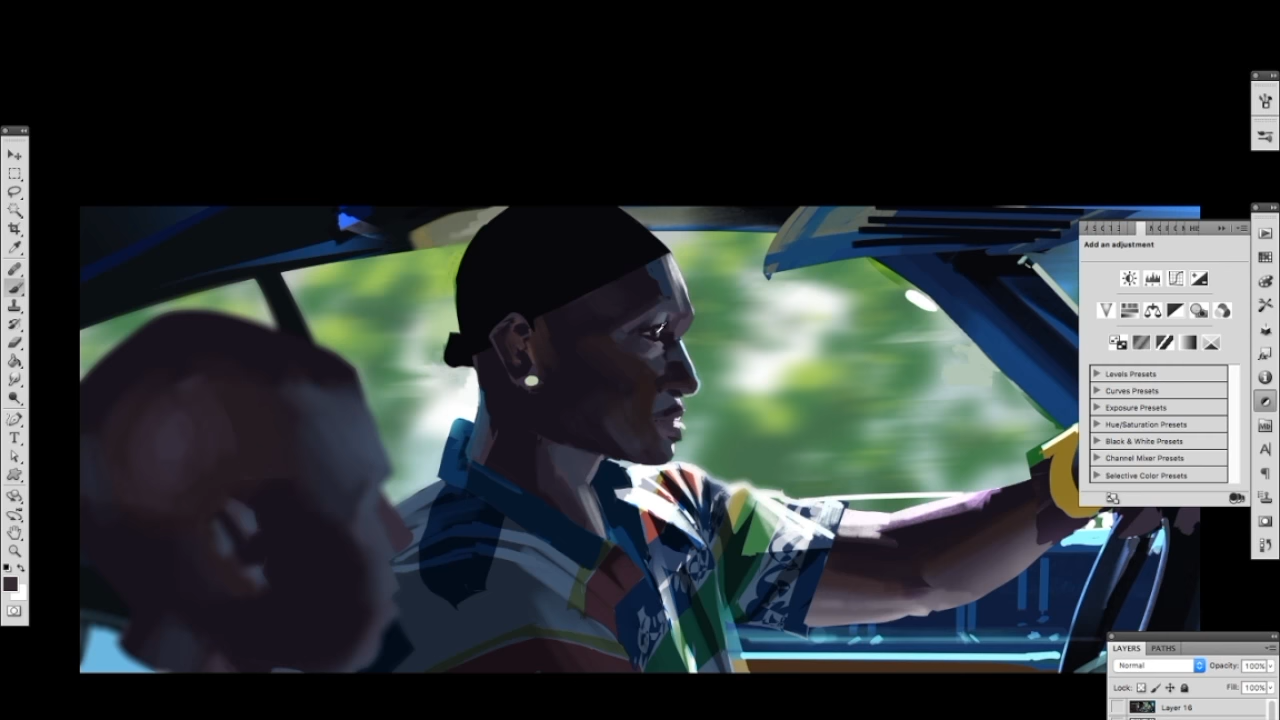 Add an adjustment
Levels Presets
Curves Presets
Exposure Presets
Hue/Saturation Presets
Black & White Presets
Channel Mixer Presets
Selective Color Presets
LAYERS PATHS
Normal Opacity: 100%
Lock: Fill: 100%
Layer 16